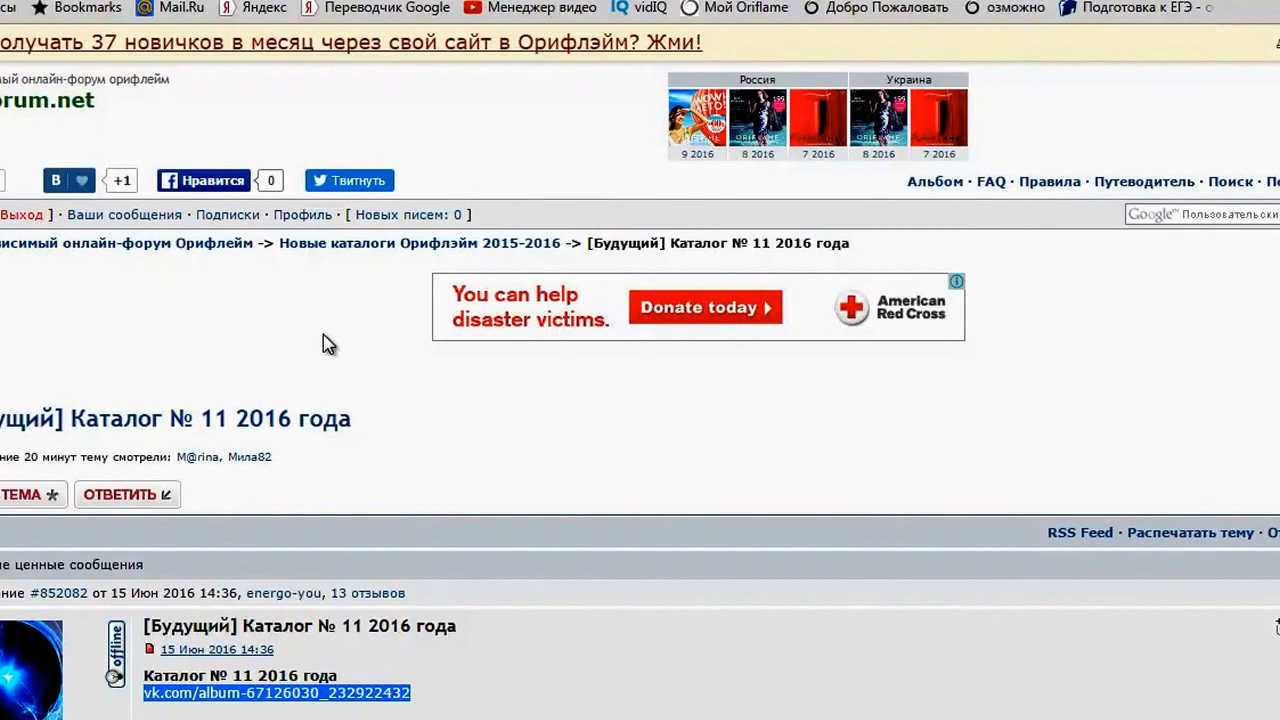 сы Bookmarks Mail.Ru Яндекс Переводчик Google Менеджер видео vidIQ Мой Oriflame Добро Пожаловать озможно Подготовка к ЕГЭ -
олучать 37 новичков в месяц через свой сайт в Орифлэйм? Жми!
мый онлайн-форум орифлейм
orum.net
Россия Украина
9 2016 8 2016 7 2016 8 2016 7 2016
В +1 Нравится 0 Твитнуть
Альбом · FAQ · Правила · Путеводитель · Поиск · По
Выход ] · Ваши сообщения · Подписки · Профиль · [ Новых писем: 0 ]
Google™ Пользовательски
висимый онлайн-форум Орифлейм -> Новые каталоги Орифлэйм 2015-2016 -> [Будущий] Каталог № 11 2016 года
You can help
disaster victims.
Donate today
American
Red Cross
ущий] Каталог № 11 2016 года
ние 20 минут тему смотрели: M@rina, Мила82
ТЕМА ОТВЕТИТЬ
RSS Feed · Распечатать тему · О
е ценные сообщения
ние #852082 от 15 Июн 2016 14:36, energo-you, 13 отзывов
offline
[Будущий] Каталог № 11 2016 года
15 Июн 2016 14:36
Каталог № 11 2016 года
vk.com/album-67126030_232922432